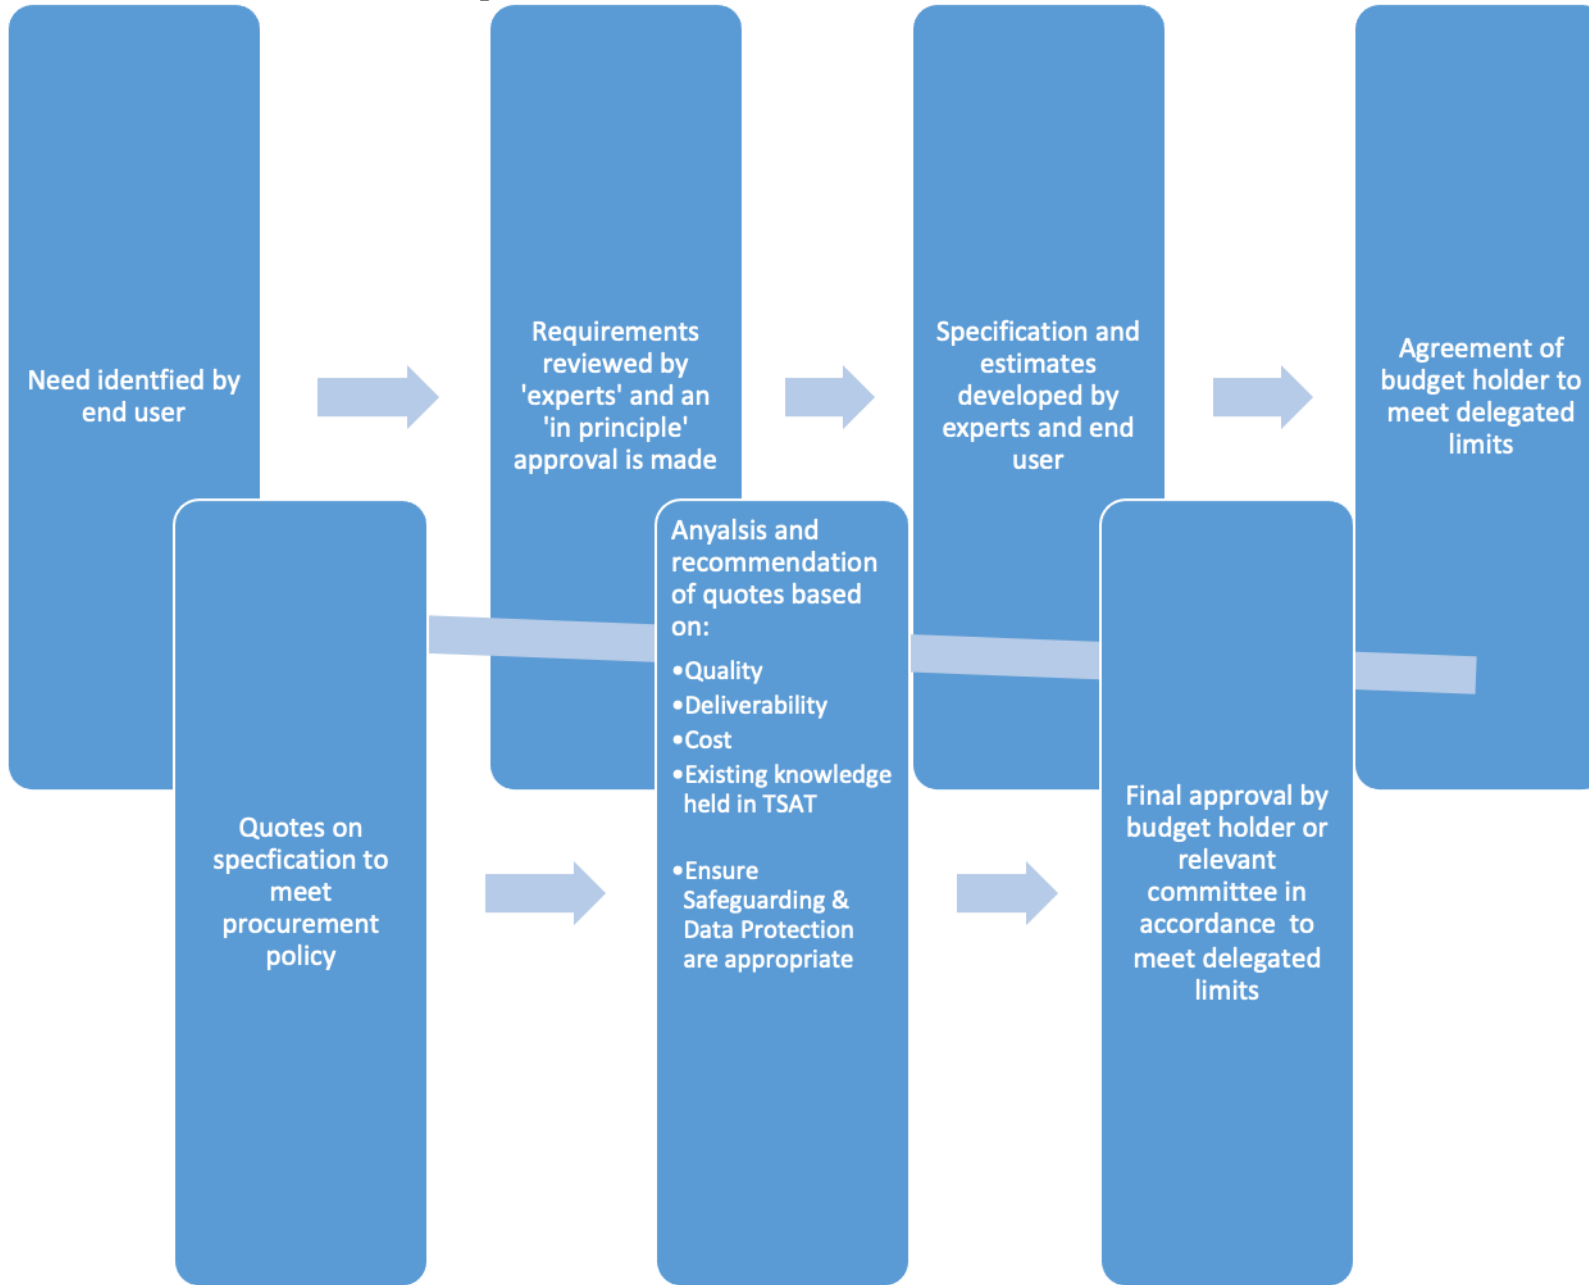 Need identfied by
end user
Requirements
reviewed by
'experts' and an
'in principle'
approval is made
Specification and
estimates
developed by
experts and end
user
Agreement of
budget holder to
meet delegated
limits
Quotes on
specfication to
meet
procurement
policy
Anyalsis and
recommendation
of quotes based
on:
•Quality
•Deliverability
•Cost
•Existing knowledge
held in TSAT
•Ensure
Safeguarding &
Data Protection
are appropriate
Final approval by
budget holder or
relevant
committee in
accordance  to
meet delegated
limits